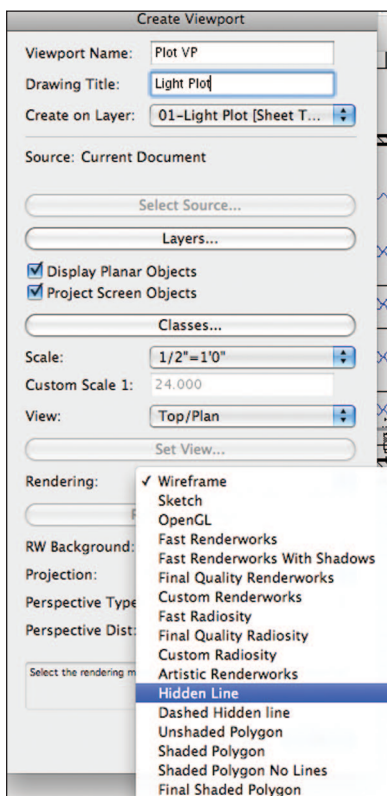 Create Viewport
Viewport Name: Plot VP
Drawing Title: Light Plot
Create on Layer: 01-Light Plot [Sheet T...
Source: Current Document
Select Source...
Layers...
Display Planar Objects
Project Screen Objects
Classes...
Scale: 1/2"=1'0"
Custom Scale 1: 24.000
View: Top/Plan
Set View...
Rendering: ✓ Wireframe
Sketch
OpenGL
Fast Renderworks
Fast Renderworks With Shadows
RW Background: Final Quality Renderworks
Projection: Custom Renderworks
Fast Radiosity
Perspective Type Final Quality Radiosity
Perspective Dist: Custom Radiosity
Artistic Renderworks
Select the rendering m
Hidden Line
Dashed Hidden line
Unshaded Polygon
Shaded Polygon
Shaded Polygon No Lines
Final Shaded Polygon